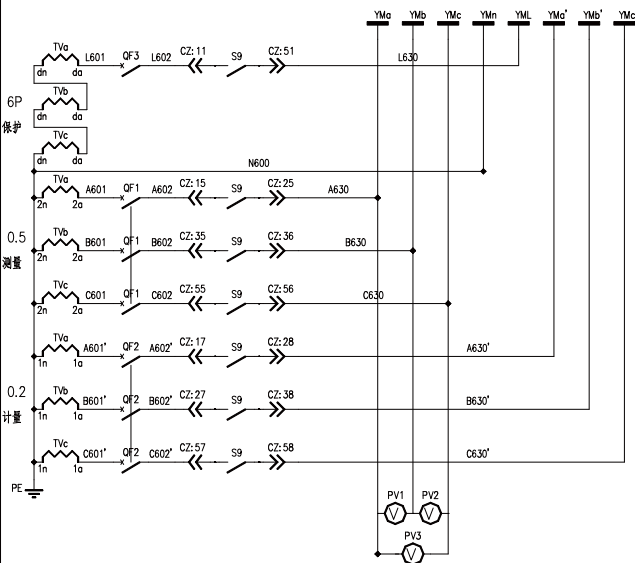 YMa YMb YMc YMn YML YMa' YMb' YMc
TVa L601 QF3 L602 CZ:11 S9 CZ:51 L630
dn da
6P
保护
TVb
dn da
TVc
dn da
N600
TVa A601 QF1 A602 CZ:15 S9 CZ:25 A630
2n 2a
0.5
测量
TVb B601 QF1 B602 CZ:35 S9 CZ:36 B630
2n 2a
TVc C601 QF1 C602 CZ:55 S9 CZ:56 C630
2n 2a
TVa A601' QF2 A602' CZ:17 S9 CZ:28 A630'
1n 1a
0.2
计量
TVb B601' QF2 B602' CZ:27 S9 CZ:38 B630'
1n 1a
TVc C601' QF2 C602' CZ:57 S9 CZ:58 C630'
1n 1a
PE
PV1 PV2
V V
PV3
V